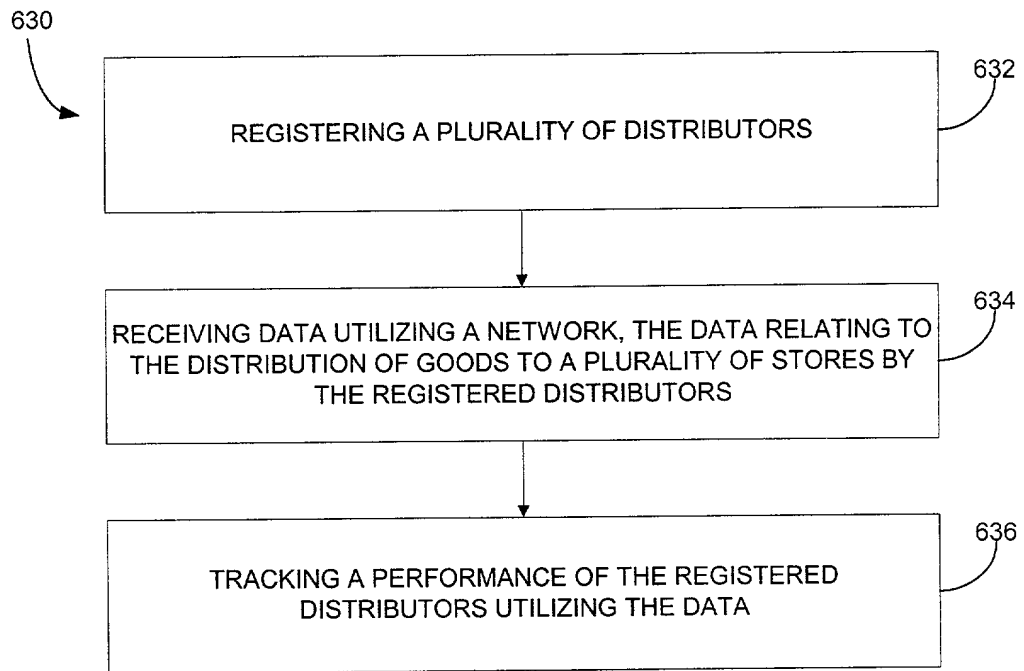 630
632
REGISTERING A PLURALITY OF DISTRIBUTORS
634
RECEIVING DATA UTILIZING A NETWORK, THE DATA RELATING TO
THE DISTRIBUTION OF GOODS TO A PLURALITY OF STORES BY
THE REGISTERED DISTRIBUTORS
636
TRACKING A PERFORMANCE OF THE REGISTERED
DISTRIBUTORS UTILIZING THE DATA